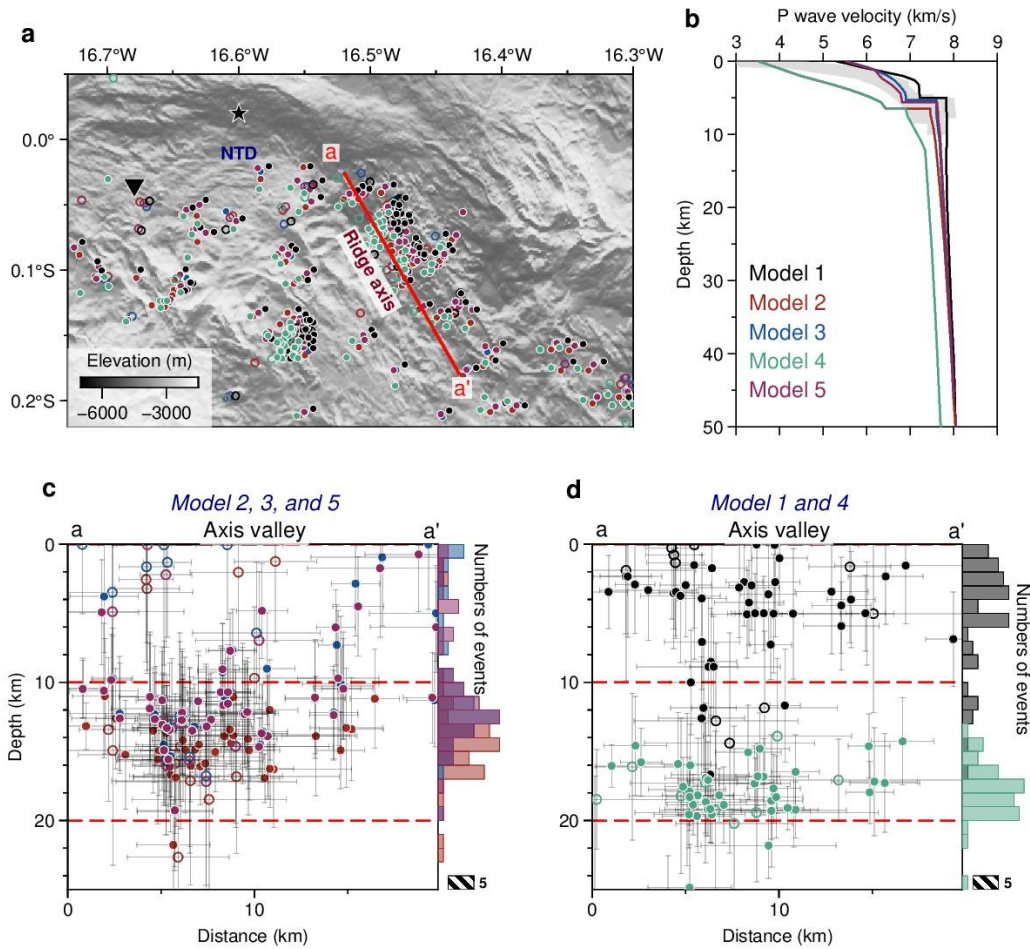 a
16.7°W 16.6°W 16.5°W 16.4°W 16.3°W
0.0°
0.1°S
0.2°S
NTD
a
Ridge axis
a'
Elevation (m)
−6000 −3000
b
P wave velocity (km/s)
3 4 5 6 7 8 9
0
10
20
30
40
50
Depth (km)
Model 1
Model 2
Model 3
Model 4
Model 5
c
Model 2, 3, and 5
a Axis valley a'
0
10
20
Depth (km)
Numbers of events
5
0 10
Distance (km)
d
Model 1 and 4
a Axis valley a'
0
10
20
Depth (km)
Numbers of events
5
0 10
Distance (km)